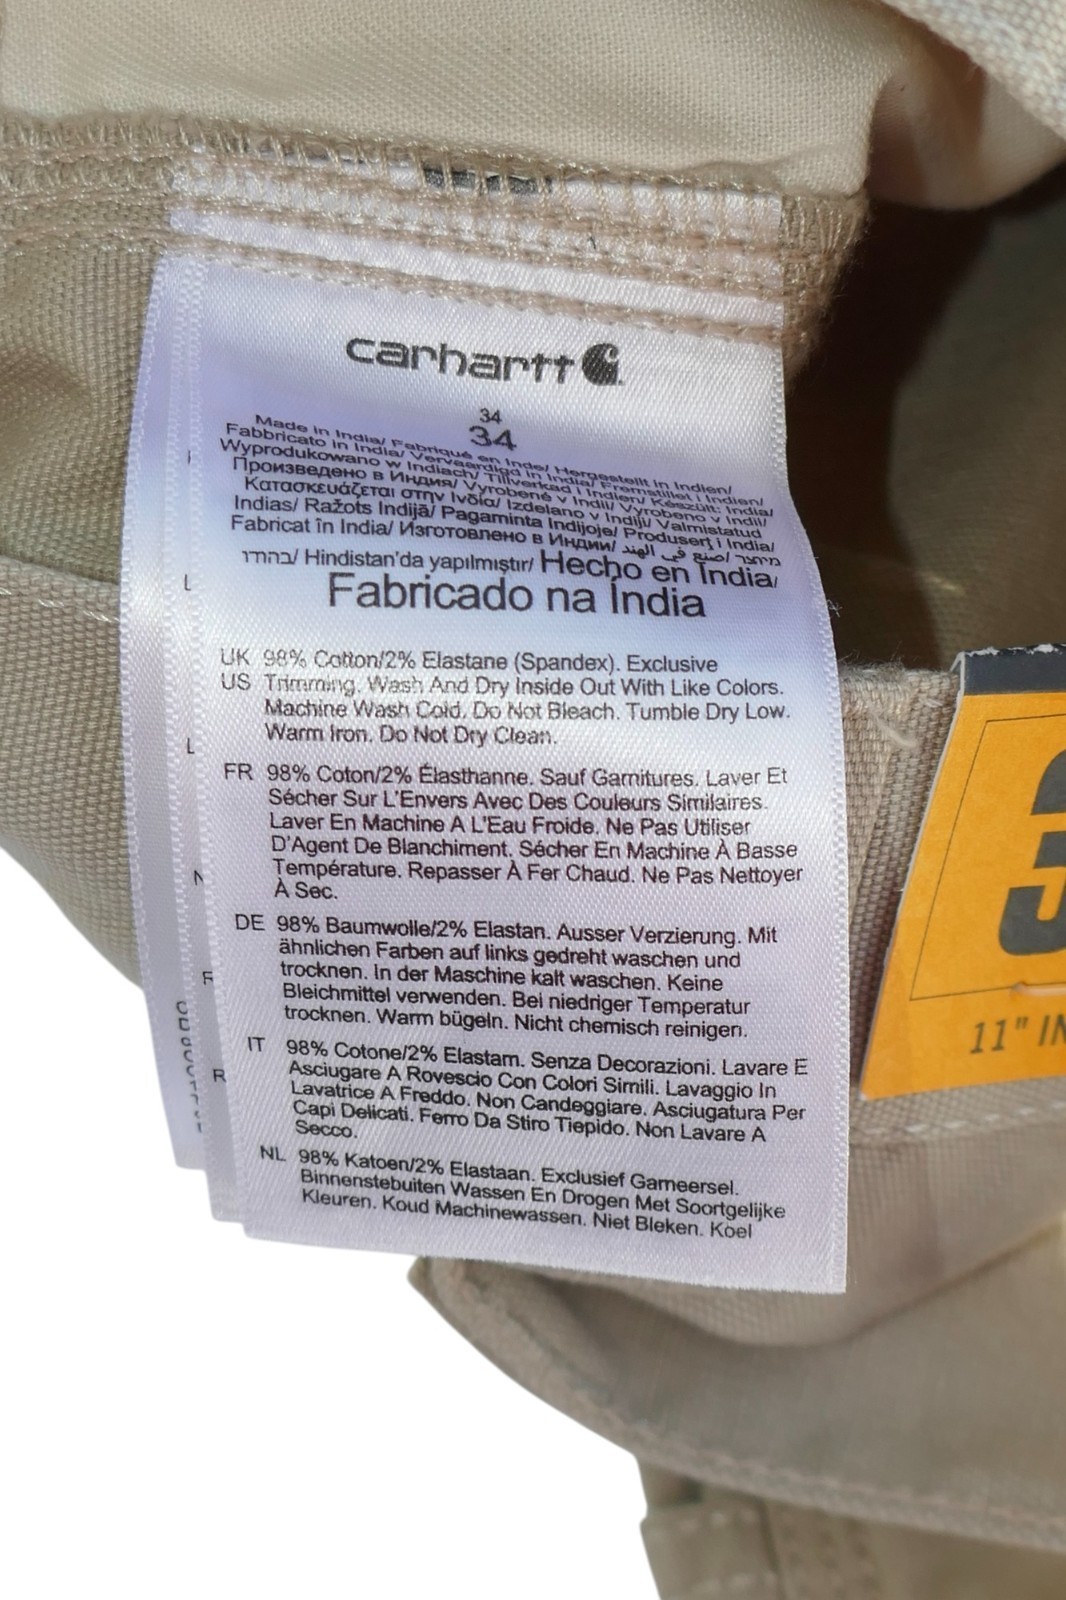 carhartt
34
34
Made in India/ Fabriqué en Inde/ Hergestellt in Indien/
Fabbricato in India/ Vervaardigd in India/ Fremstillet i Indien/
Wyprodukowano w Indiach/ Tillverkad i Indien/ Készült: India/
Произведено в Индия/ Vyrobené v Indii/ Vyrobeno v Indii/
Κατασκευάζεται στην Ινδία/ Izdelano v Indiji/ Valmistatud
Indias/ Ražots Indijā/ Pagaminta Indijoje/ Produsert i India/
Fabricat în India/ Изготовлено в Индии/ صنع في الهند/ מיוצר
בהודו/ Hindistan'da yapılmıştır/ Hecho en India/
Fabricado na Índia
UK 98% Cotton/2% Elastane (Spandex). Exclusive
US Trimming. Wash And Dry Inside Out With Like Colors.
Machine Wash Cold. Do Not Bleach. Tumble Dry Low.
Warm Iron. Do Not Dry Clean.
FR 98% Coton/2% Élasthanne. Sauf Garnitures. Laver Et
Sécher Sur L'Envers Avec Des Couleurs Similaires.
Laver En Machine A L'Eau Froide. Ne Pas Utiliser
D'Agent De Blanchiment. Sécher En Machine À Basse
Température. Repasser À Fer Chaud. Ne Pas Nettoyer
À Sec.
DE 98% Baumwolle/2% Elastan. Ausser Verzierung. Mit
ähnlichen Farben auf links gedreht waschen und
trocknen. In der Maschine kalt waschen. Keine
Bleichmittel verwenden. Bei niedriger Temperatur
trocknen. Warm bügeln. Nicht chemisch reinigen.
IT 98% Cotone/2% Elastam. Senza Decorazioni. Lavare E
Asciugare A Rovescio Con Colori Simili. Lavaggio In
Lavatrice A Freddo. Non Candeggiare. Asciugatura Per
Capi Delicati. Ferro Da Stiro Tiepido. Non Lavare A
Secco.
NL 98% Katoen/2% Elastaan. Exclusief Garneersel.
Binnenstebuiten Wassen En Drogen Met Soortgelijke
Kleuren. Koud Machinewassen. Niet Bleken. Koel
11" IN